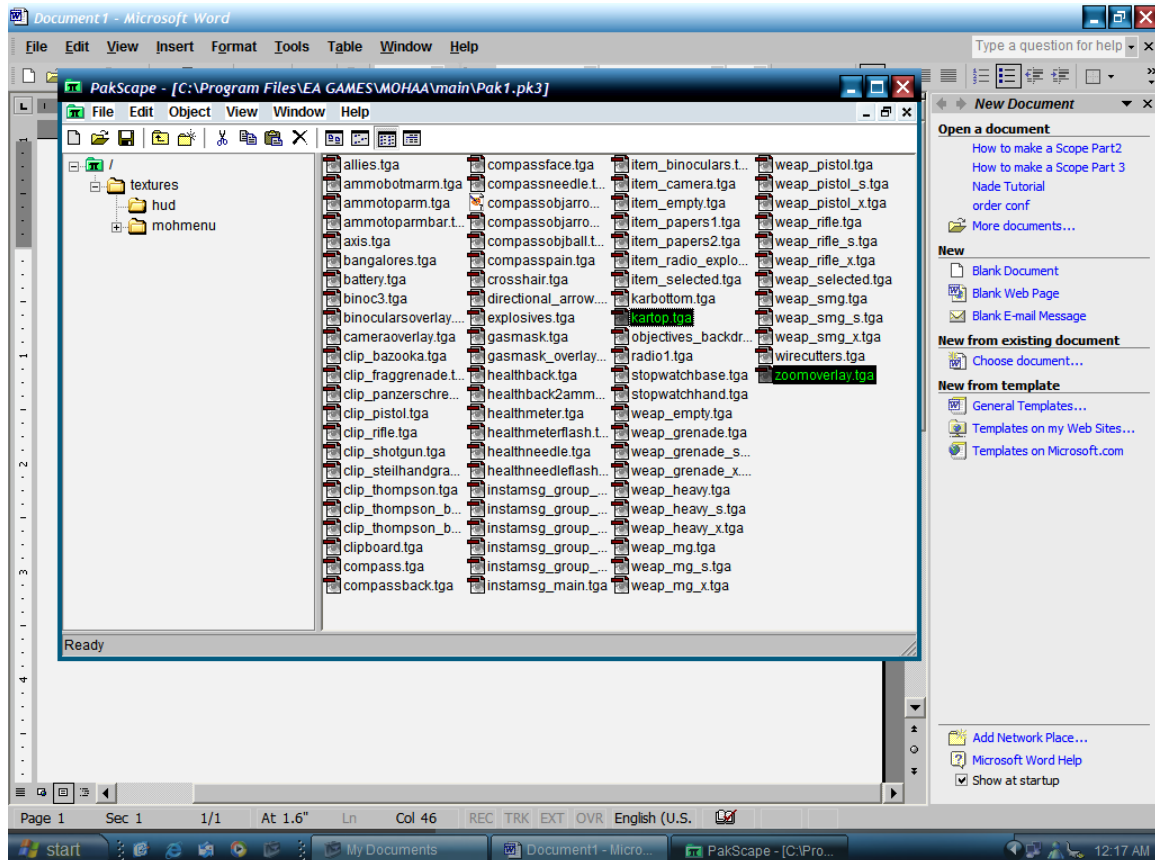 Document1 - Microsoft Word
File Edit View Insert Format Tools Table Window Help
Type a question for help
PakScape - [C:\Program Files\EA GAMES\MOHAA\main\Pak1.pk3]
File Edit Object View Window Help
/
textures
hud
mohmenu
allies.tga
ammobotmarm.tga
ammotoparm.tga
ammotoparmbar.t...
axis.tga
bangalores.tga
battery.tga
binoc3.tga
binocularsoverlay....
cameraoverlay.tga
clip_bazooka.tga
clip_fraggrenade.t...
clip_panzerschre...
clip_pistol.tga
clip_rifle.tga
clip_shotgun.tga
clip_steilhandgra...
clip_thompson.tga
clip_thompson_b...
clip_thompson_b...
clipboard.tga
compass.tga
compassback.tga
compassface.tga
compassneedle.t...
compassobjarro...
compassobjarro...
compassobjball.t...
compasspain.tga
crosshair.tga
directional_arrow....
explosives.tga
gasmask.tga
gasmask_overlay...
healthback.tga
healthback2amm...
healthmeter.tga
healthmeterflash.t...
healthneedle.tga
healthneedleflash...
instamsg_group_...
instamsg_group_...
instamsg_group_...
instamsg_group_...
instamsg_group_...
instamsg_main.tga
item_binoculars.t...
item_camera.tga
item_empty.tga
item_papers1.tga
item_papers2.tga
item_radio_explo...
item_selected.tga
karbottom.tga
kartop.tga
objectives_backdr...
radio1.tga
stopwatchbase.tga
stopwatchhand.tga
weap_empty.tga
weap_grenade.tga
weap_grenade_s...
weap_grenade_x....
weap_heavy.tga
weap_heavy_s.tga
weap_heavy_x.tga
weap_mg.tga
weap_mg_s.tga
weap_mg_x.tga
weap_pistol.tga
weap_pistol_s.tga
weap_pistol_x.tga
weap_rifle.tga
weap_rifle_s.tga
weap_rifle_x.tga
weap_selected.tga
weap_smg.tga
weap_smg_s.tga
weap_smg_x.tga
wirecutters.tga
zoomoverlay.tga
Ready
New Document
Open a document
How to make a Scope Part2
How to make a Scope Part 3
Nade Tutorial
order conf
More documents...
New
Blank Document
Blank Web Page
Blank E-mail Message
New from existing document
Choose document...
New from template
General Templates...
Templates on my Web Sites...
Templates on Microsoft.com
Add Network Place...
Microsoft Word Help
Show at startup
Page 1 Sec 1 1/1 At 1.6" Ln Col 46 REC TRK EXT OVR English (U.S.
start My Documents Document1 - Micro... PakScape - [C:\Pro... 12:17 AM